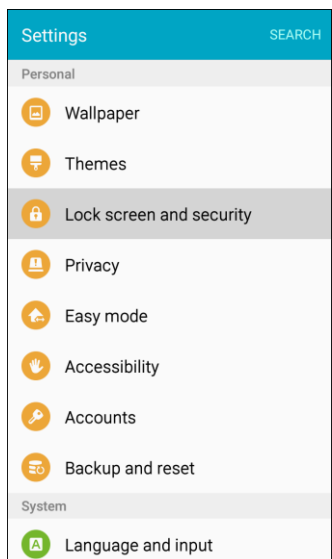 Settings SEARCH
Personal
Wallpaper
Themes
Lock screen and security
Privacy
Easy mode
Accessibility
Accounts
Backup and reset
System
A Language and input